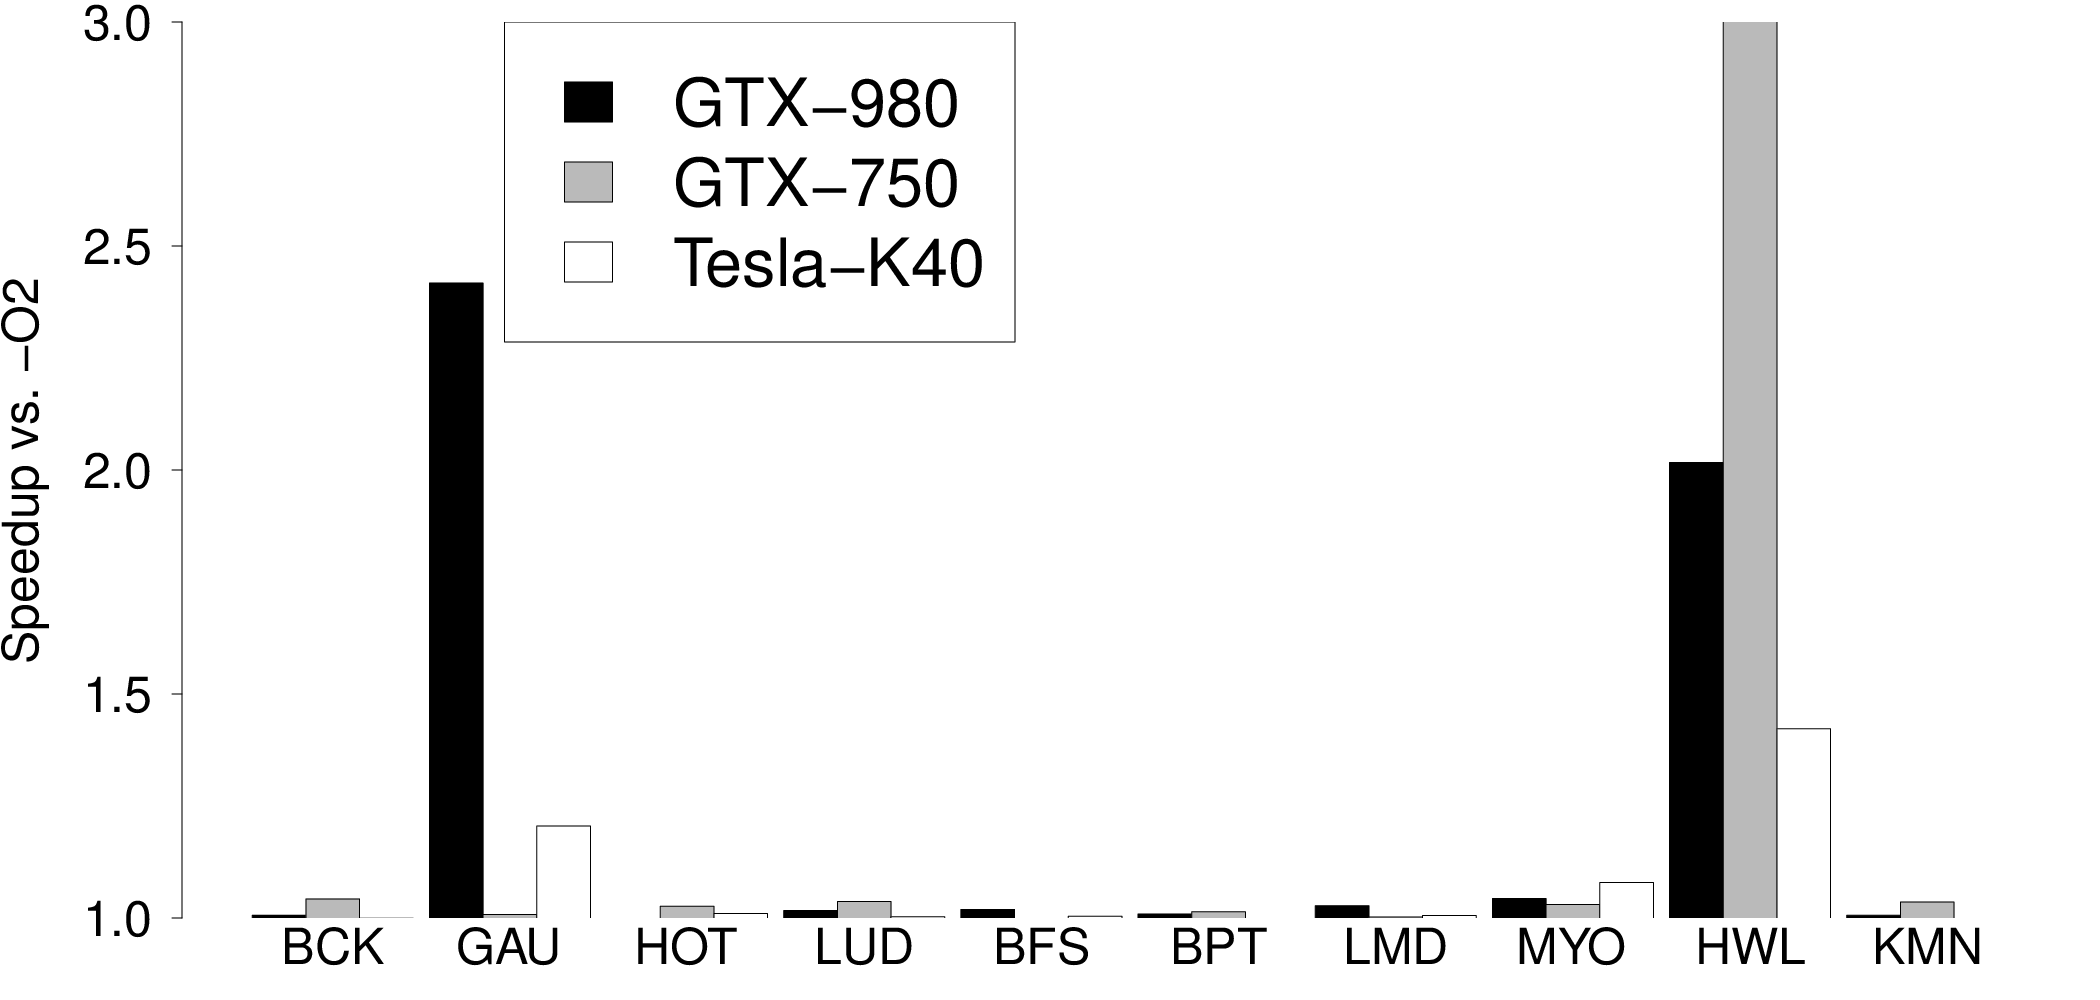 Speedup vs. –O2
3.0
2.5
2.0
1.5
1.0
GTX–980
GTX–750
Tesla–K40
BCK GAU HOT LUD BFS BPT LMD MYO HWL KMN